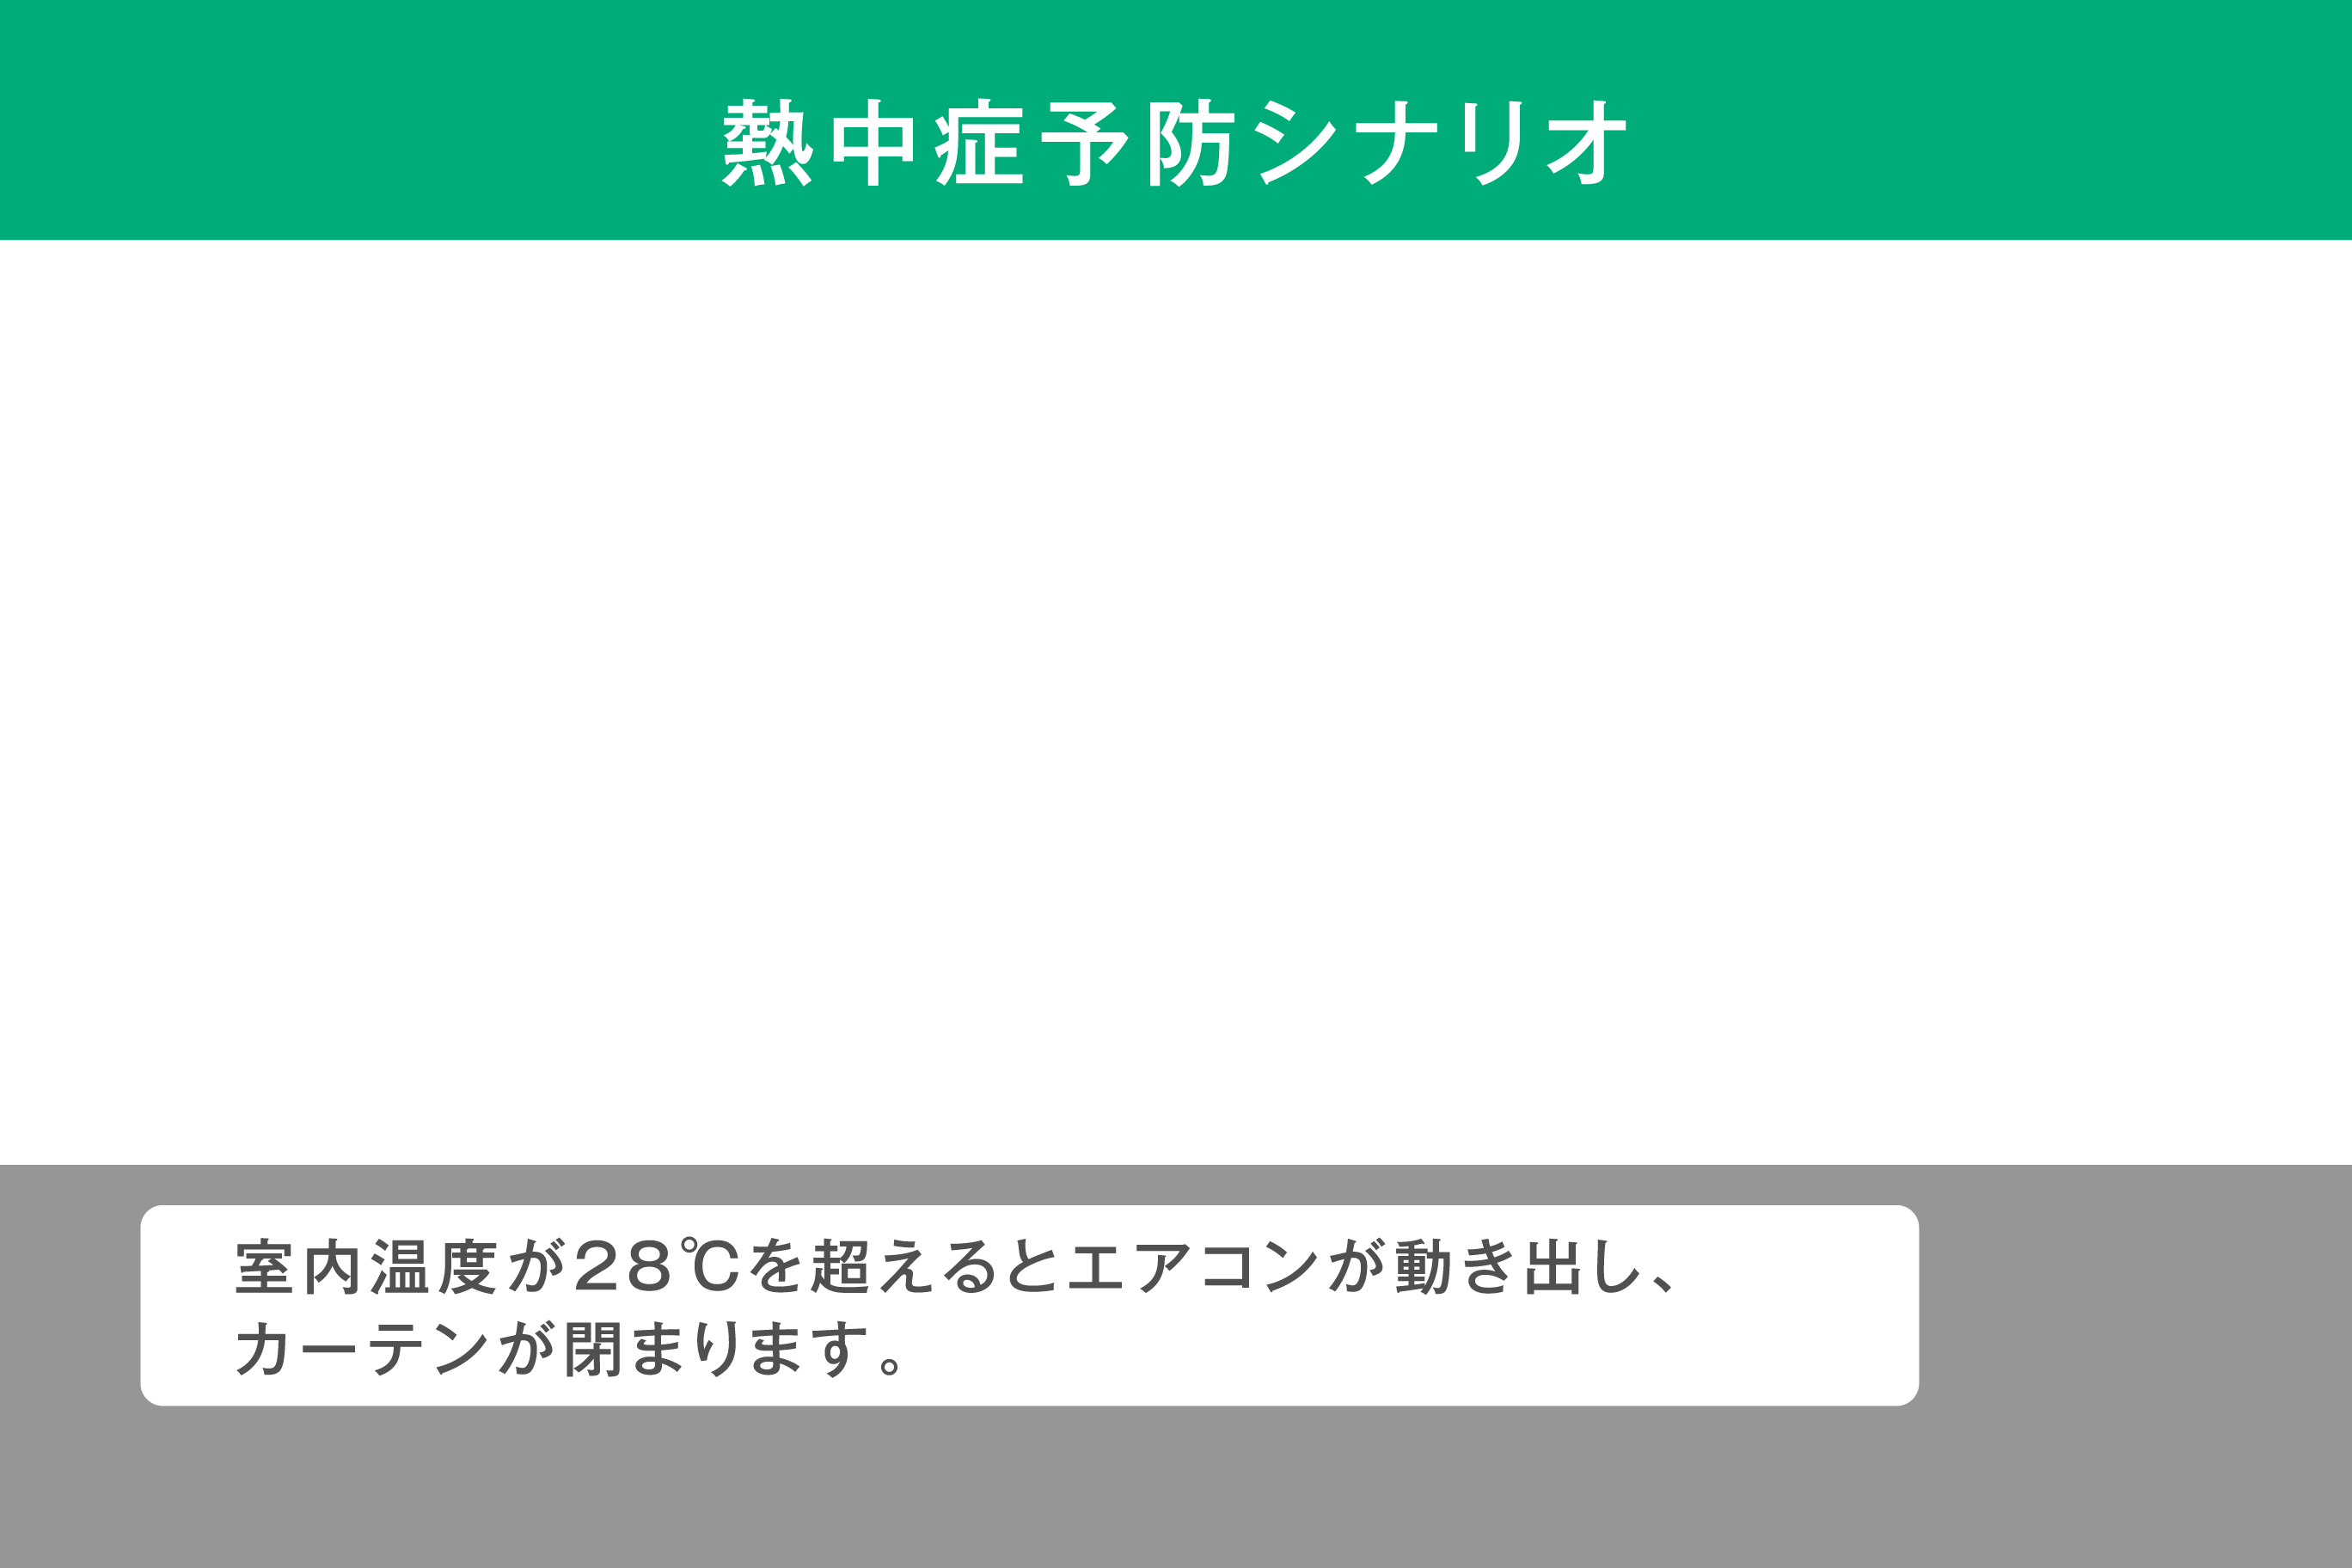 熱中症予防シナリオ
室内温度が28℃を超えるとエアコンが動き出し、
カーテンが閉まります。